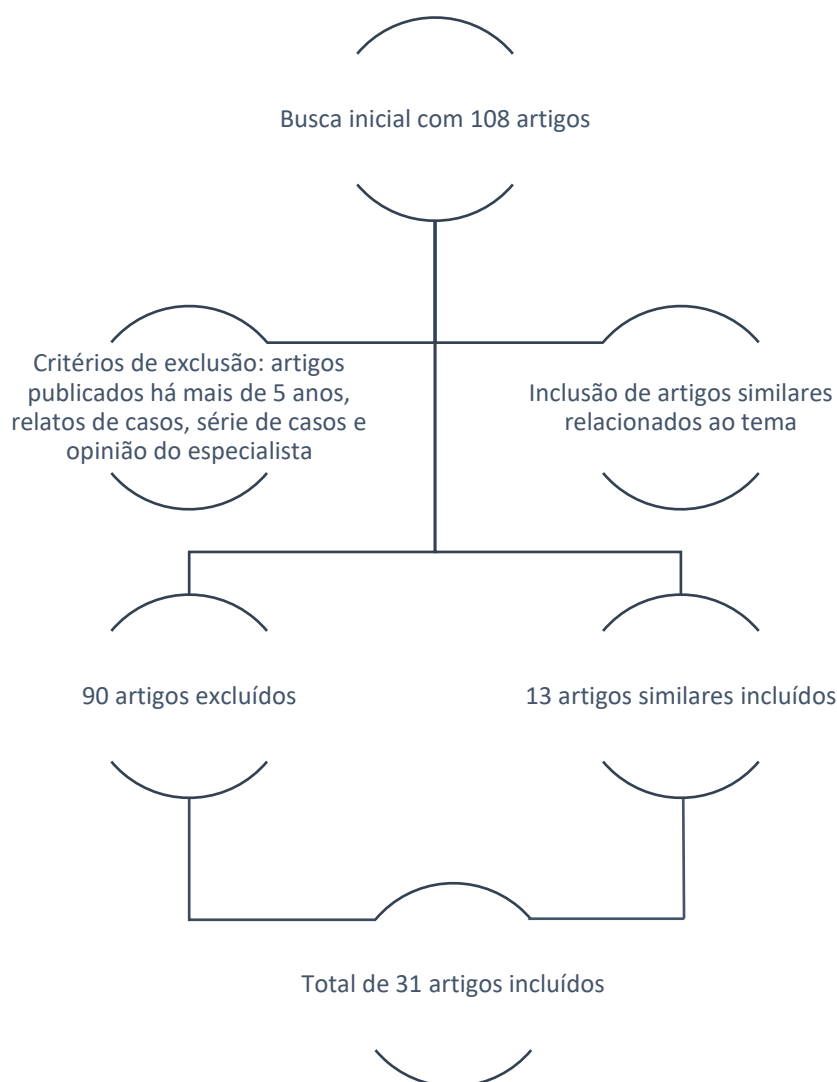 Busca inicial com 108 artigos
Critérios de exclusão: artigos
publicados há mais de 5 anos,
relatos de casos, série de casos e
opinião do especialista
Inclusão de artigos similares
relacionados ao tema
90 artigos excluídos
13 artigos similares incluídos
Total de 31 artigos incluídos